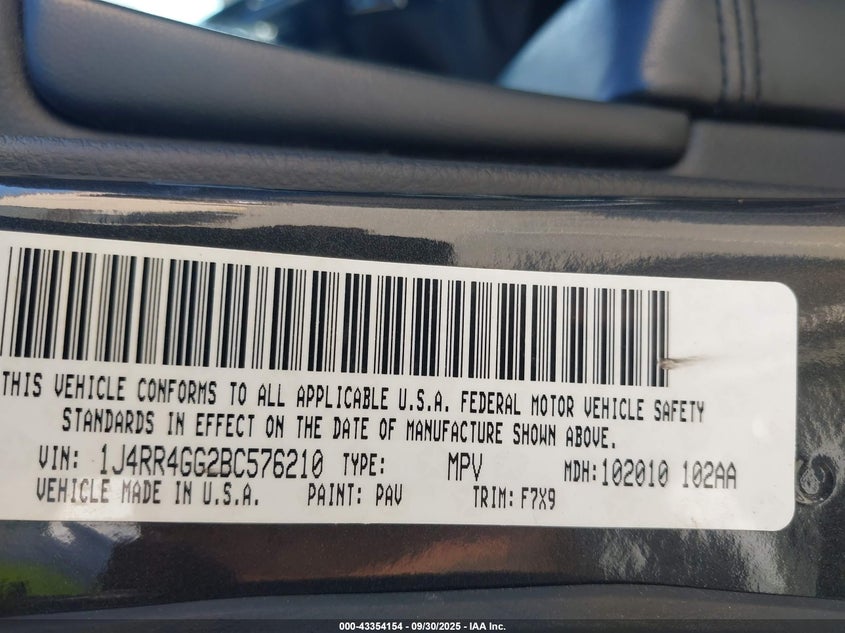 THIS VEHICLE CONFORMS TO ALL APPLICABLE U.S.A. FEDERAL MOTOR VEHICLE SAFETY
STANDARDS IN EFFECT ON THE DATE OF MANUFACTURE SHOWN ABOVE.
VIN: 1J4RR4GG2BC576210 TYPE: MPV MDH: 102010 102AA
VEHICLE MADE IN U.S.A. PAINT: PAV TRIM: F7X9
000-43354154 - 09/30/2025 - IAA Inc.